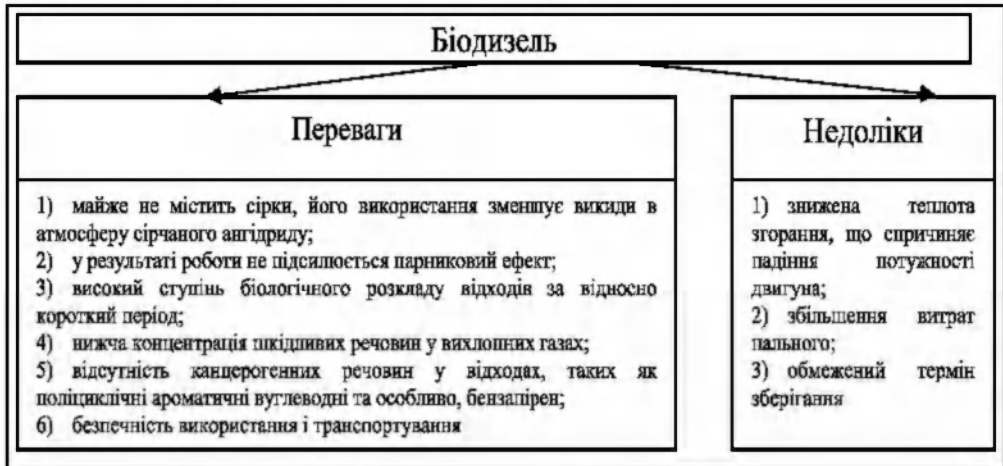 Біодизель
Переваги
1) майже не містить сірки, його використання зменшує викиди в
атмосферу сірчаного ангідриду;
2) у результаті роботи не підсилюється парниковий ефект;
3) високий ступінь біологічного розкладу відходів за відносно
короткий період;
4) нижча концентрація шкідливих речовин у вихлопних газах;
5) відсутність канцерогенних речовин у відходах, таких як
поліциклічні ароматичні вуглеводні та особливо, бензапірен;
6) безпечність використання і транспортування
Недоліки
1) знижена теплота
згорання, що спричиняє
падіння потужності
двигуна;
2) збільшення витрат
пального;
3) обмежений термін
зберігання